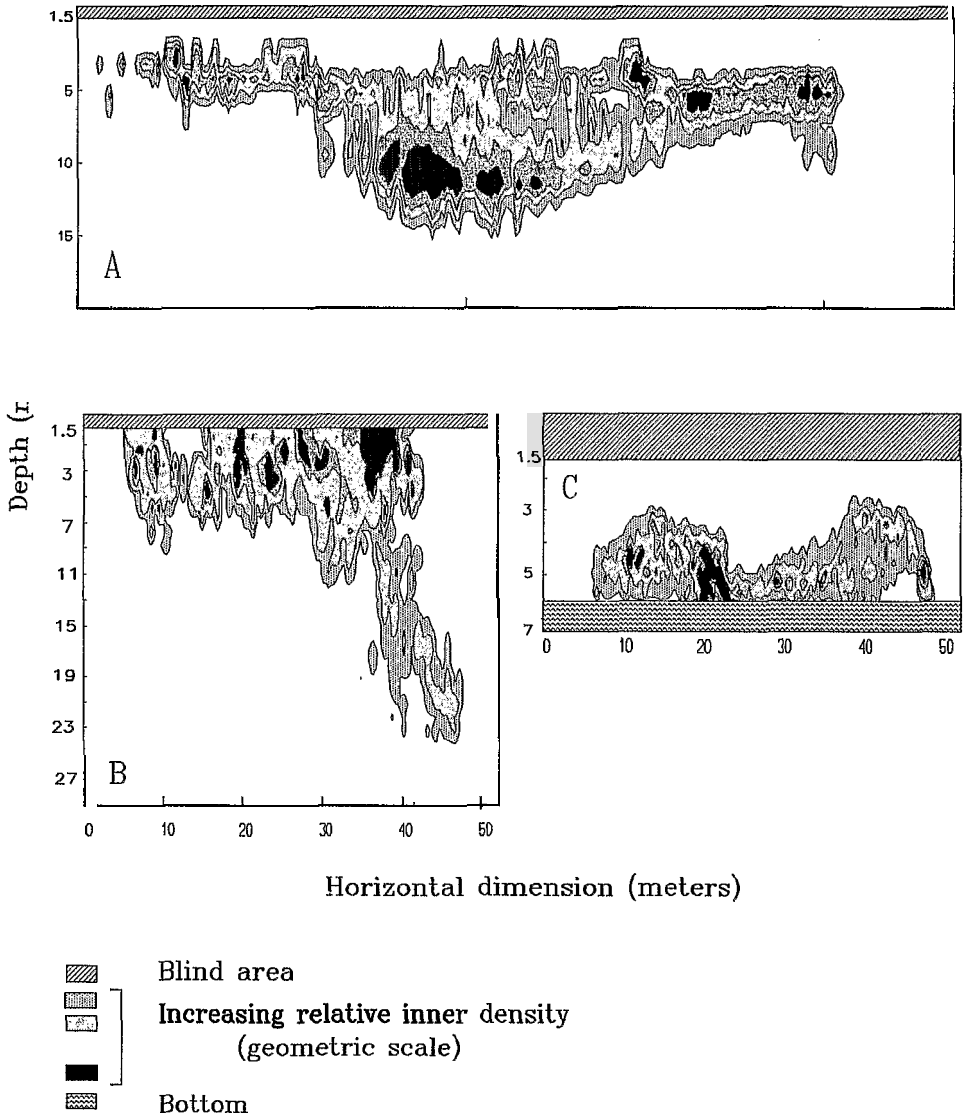 1.5
5
10
15
A
Depth (
1.5
3
7
11
15
19
23
27
B
0 10 20 30 40 50
1.5
3
5
7
C
0 10 20 30 40 50
Horizontal dimension (meters)
Blind area
Increasing relative inner density
(geometric scale)
Bottom